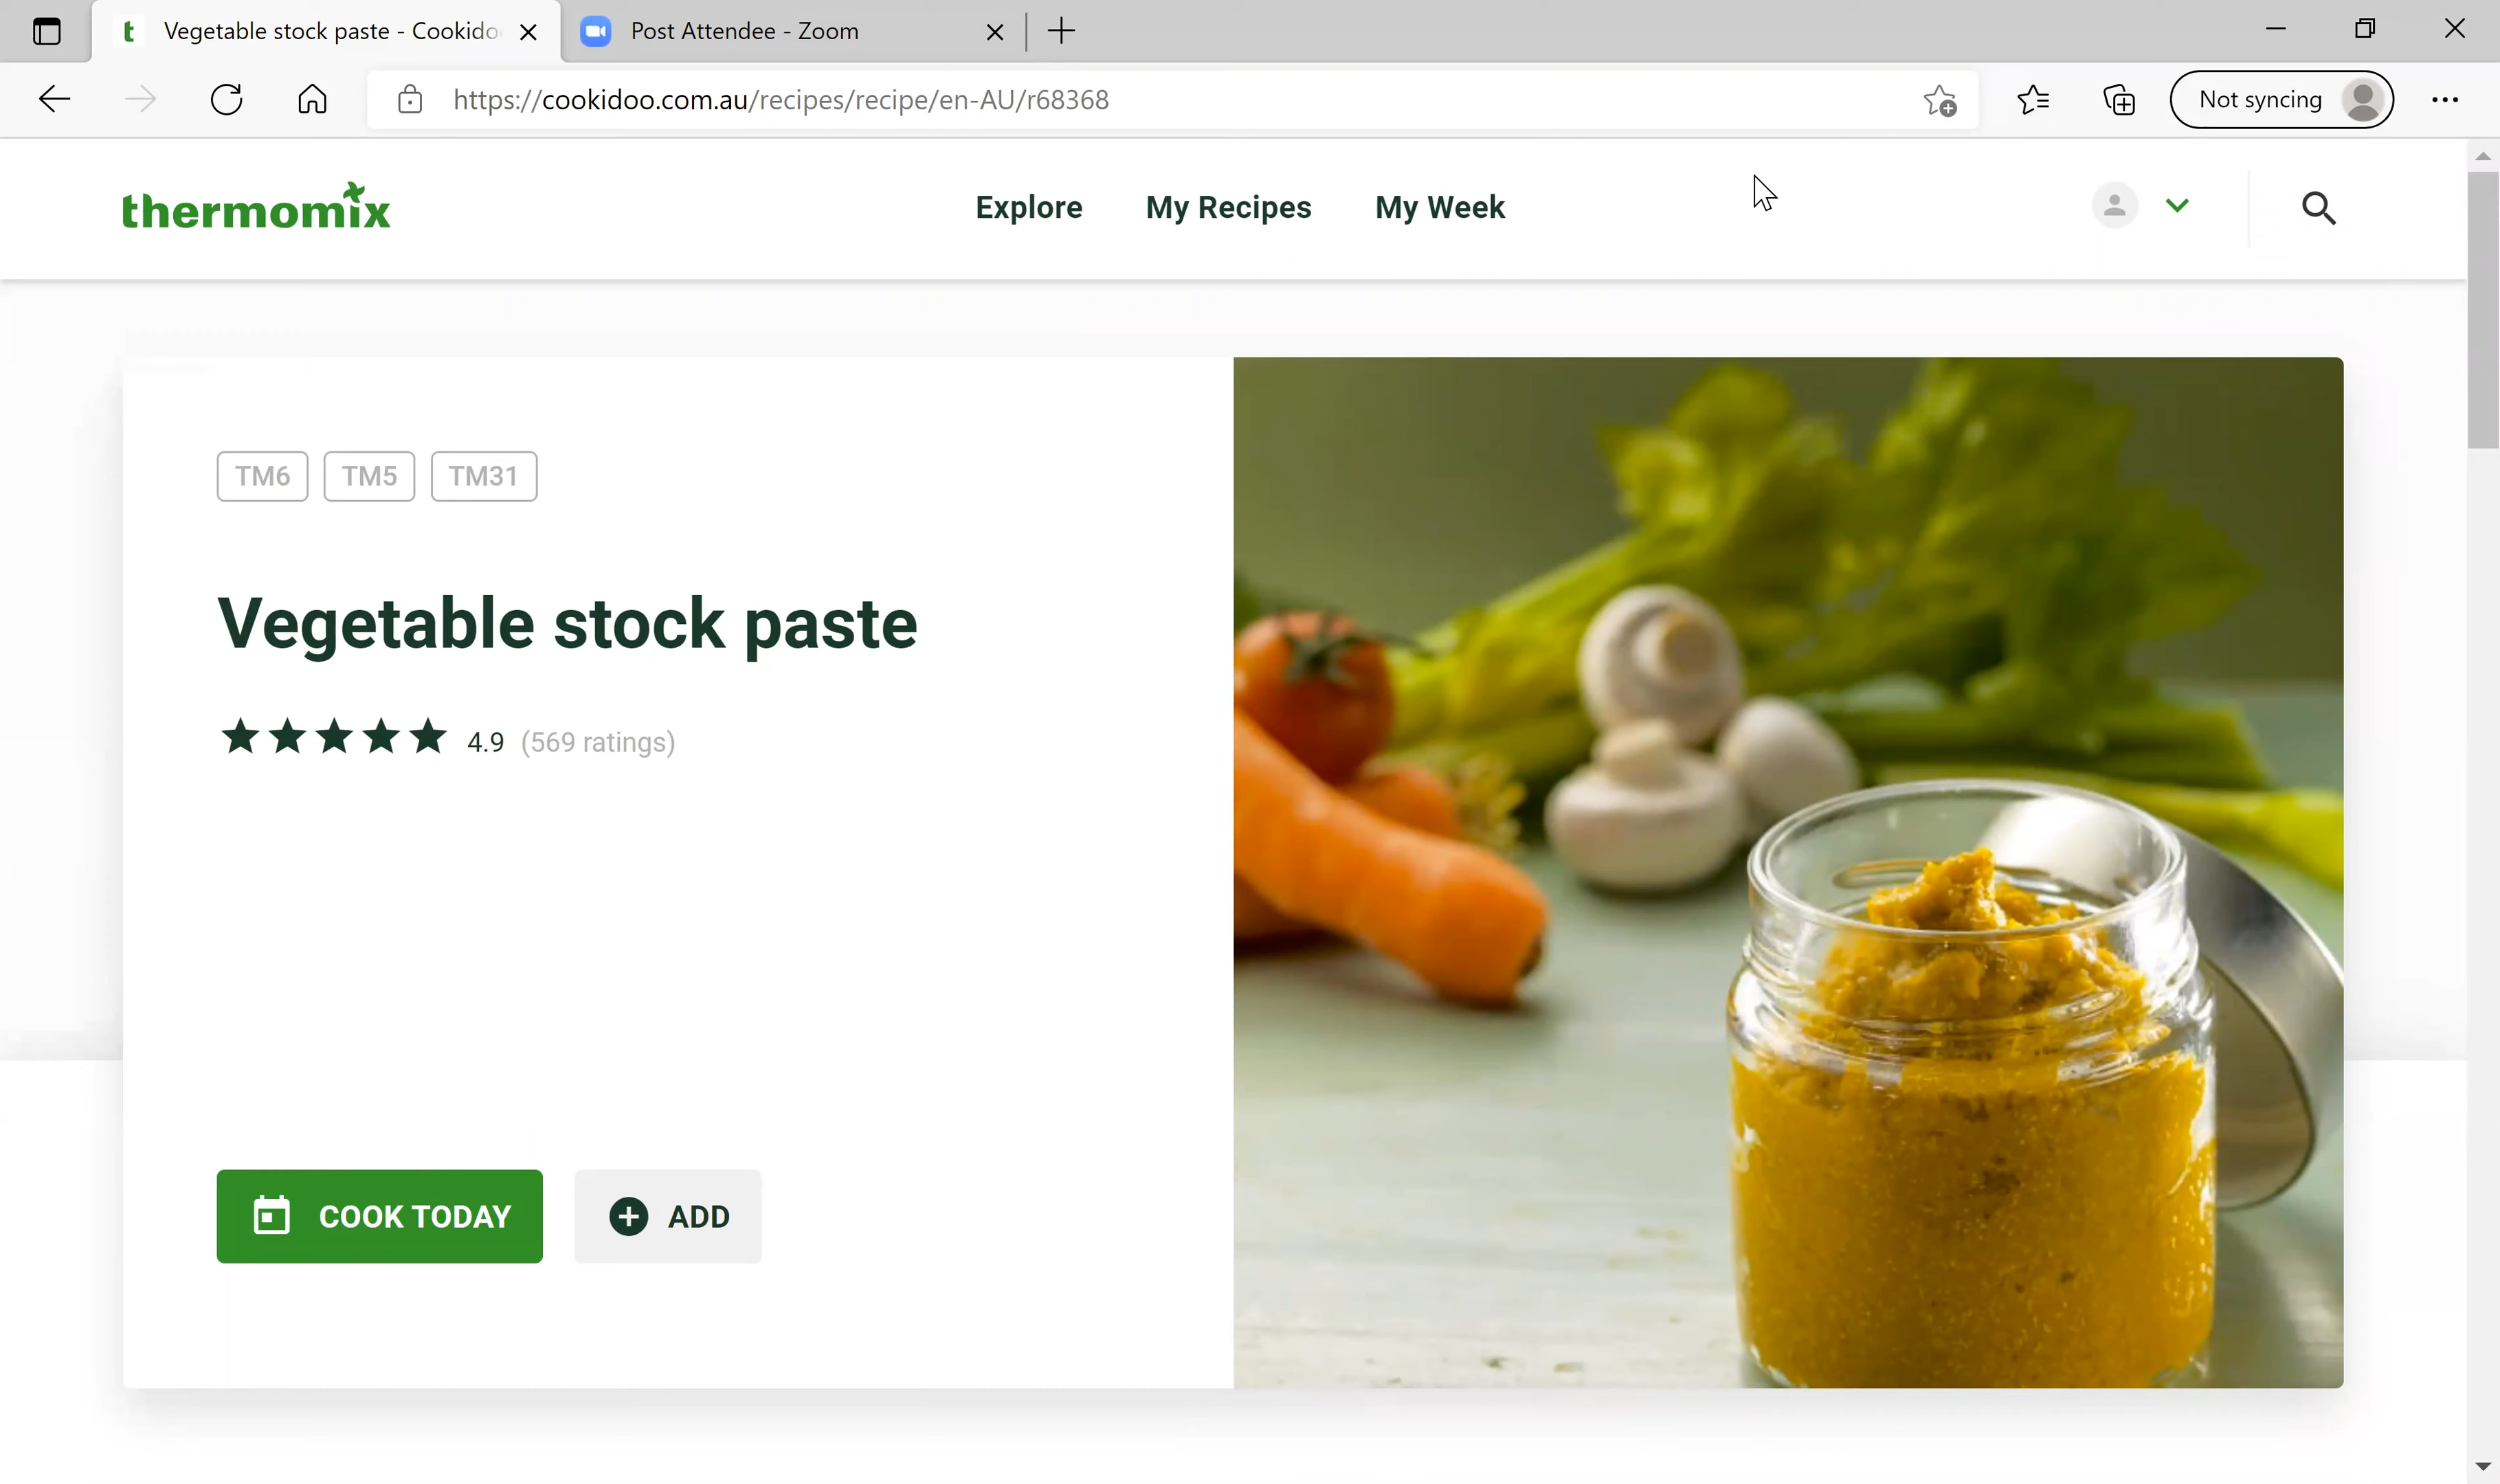 Vegetable stock paste - Cookido
Post Attendee - Zoom
https://cookidoo.com.au/recipes/recipe/en-AU/r68368
Not syncing
thermomix
Explore
My Recipes
My Week
TM6
TM5
TM31
Vegetable stock paste
4.9 (569 ratings)
COOK TODAY
ADD